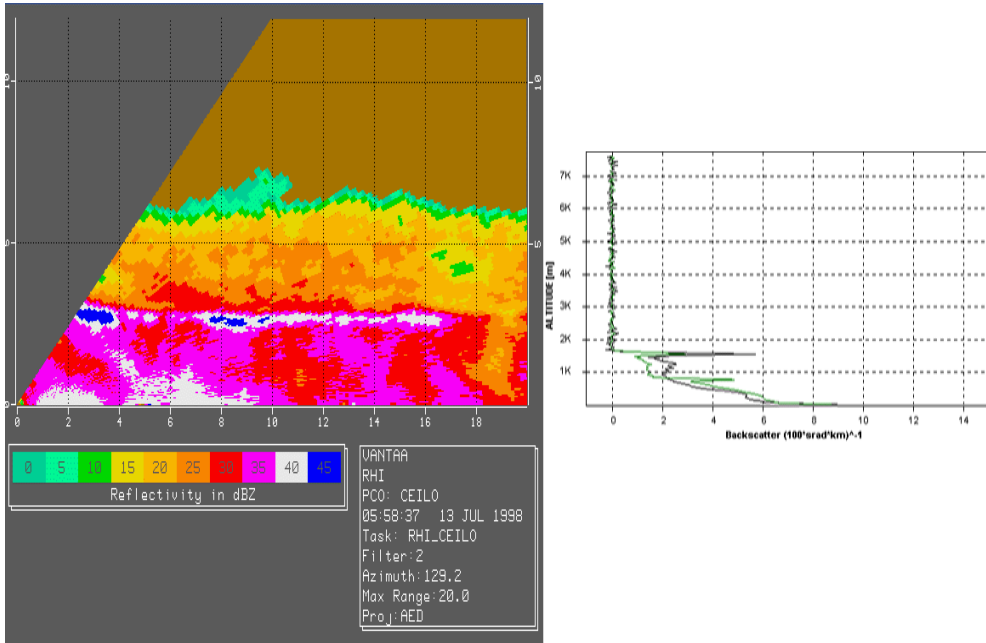 10
5
0
10
5
0
0 2 4 6 8 10 12 14 16 18
0 5 10 15 20 25 30 35 40 45
Reflectivity in dBZ
VANTAA
RHI
PCO: CEILO
05:58:37 13 JUL 1998
Task: RHI_CEILO
Filter:2
Azimuth:129.2
Max Range:20.0
Proj:AED
ALTITUDE [m]
7K
6K
5K
4K
3K
2K
1K
0 2 4 6 8 10 12 14
Backscatter (100*srad*km)^-1